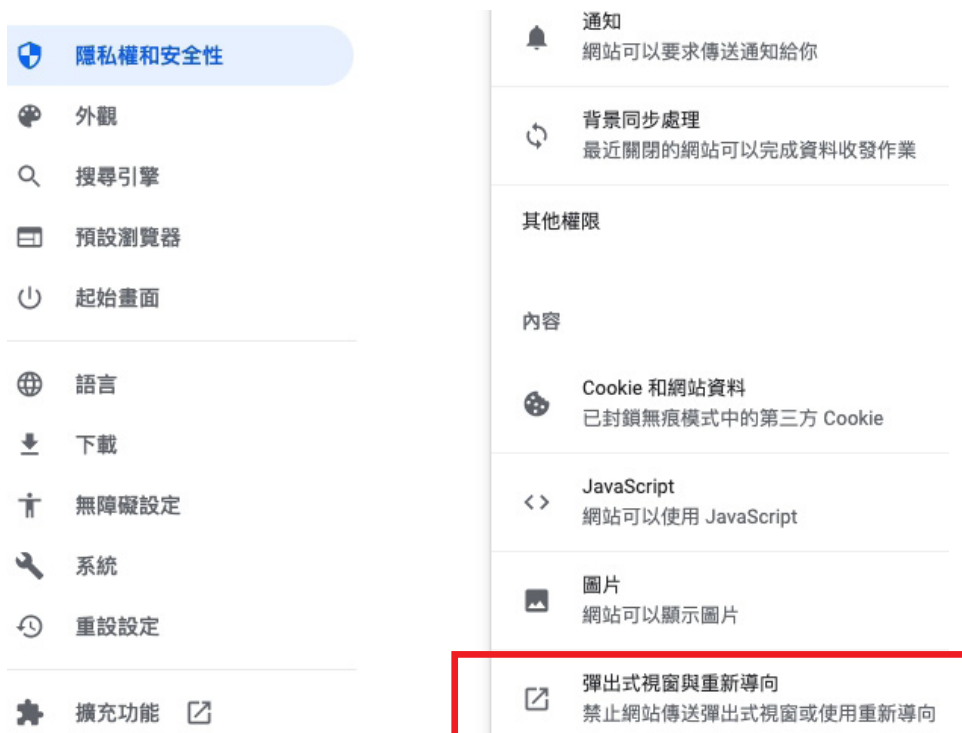 隱私權和安全性
外觀
搜尋引擎
預設瀏覽器
起始畫面
語言
下載
無障礙設定
系統
重設設定
擴充功能
通知
網站可以要求傳送通知給你
背景同步處理
最近關閉的網站可以完成資料收發作業
其他權限
內容
Cookie 和網站資料
已封鎖無痕模式中的第三方 Cookie
JavaScript
網站可以使用 JavaScript
圖片
網站可以顯示圖片
彈出式視窗與重新導向
禁止網站傳送彈出式視窗或使用重新導向